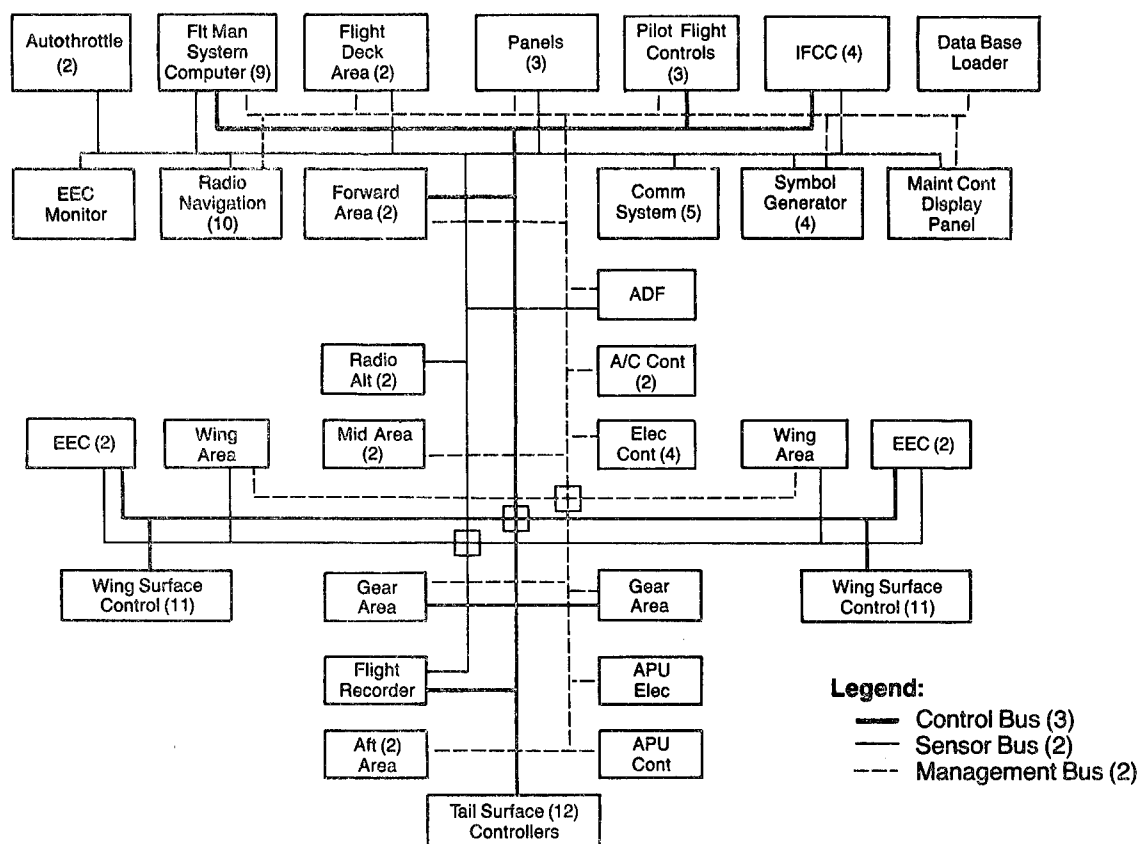 Autothrottle
(2)
Flt Man
System
Computer (9)
Flight
Deck
Area (2)
Panels
(3)
Pilot Flight
Controls
(3)
IFCC (4)
Data Base
Loader
EEC
Monitor
Radio
Navigation
(10)
Forward
Area (2)
Comm
System (5)
Symbol
Generator
(4)
Maint Cont
Display
Panel
ADF
Radio
Alt (2)
A/C Cont
(2)
EEC (2)
Wing
Area
Mid Area
(2)
Elec
Cont (4)
Wing
Area
EEC (2)
Wing Surface
Control (11)
Gear
Area
Gear
Area
Wing Surface
Control (11)
Flight
Recorder
APU
Elec
Aft (2)
Area
APU
Cont
Tail Surface (12)
Controllers
Legend:
Control Bus (3)
Sensor Bus (2)
Management Bus (2)